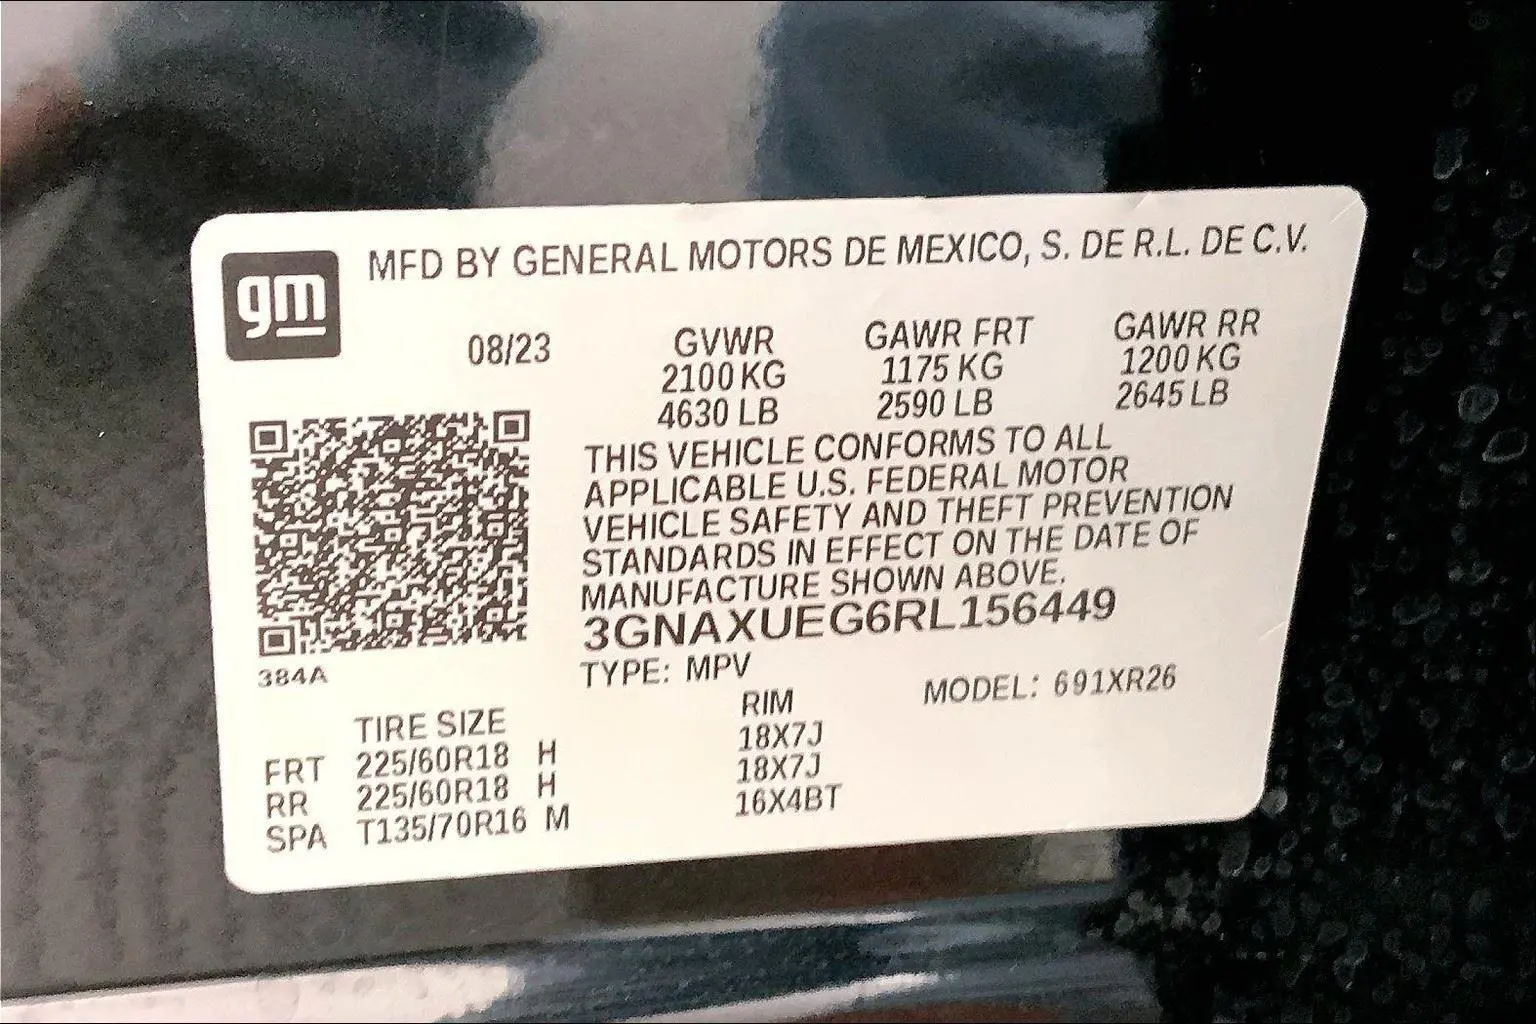 gm
MFD BY GENERAL MOTORS DE MEXICO, S. DE R.L. DE C.V.
08/23 GVWR GAWR FRT GAWR RR
2100 KG 1175 KG 1200 KG
4630 LB 2590 LB 2645 LB
THIS VEHICLE CONFORMS TO ALL
APPLICABLE U.S. FEDERAL MOTOR
VEHICLE SAFETY AND THEFT PREVENTION
STANDARDS IN EFFECT ON THE DATE OF
MANUFACTURE SHOWN ABOVE.
3GNAXUEG6RL156449
384A
TYPE: MPV MODEL: 691XR26
TIRE SIZE RIM
FRT 225/60R18 H 18X7J
RR 225/60R18 H 18X7J
SPA T135/70R16 M 16X4BT